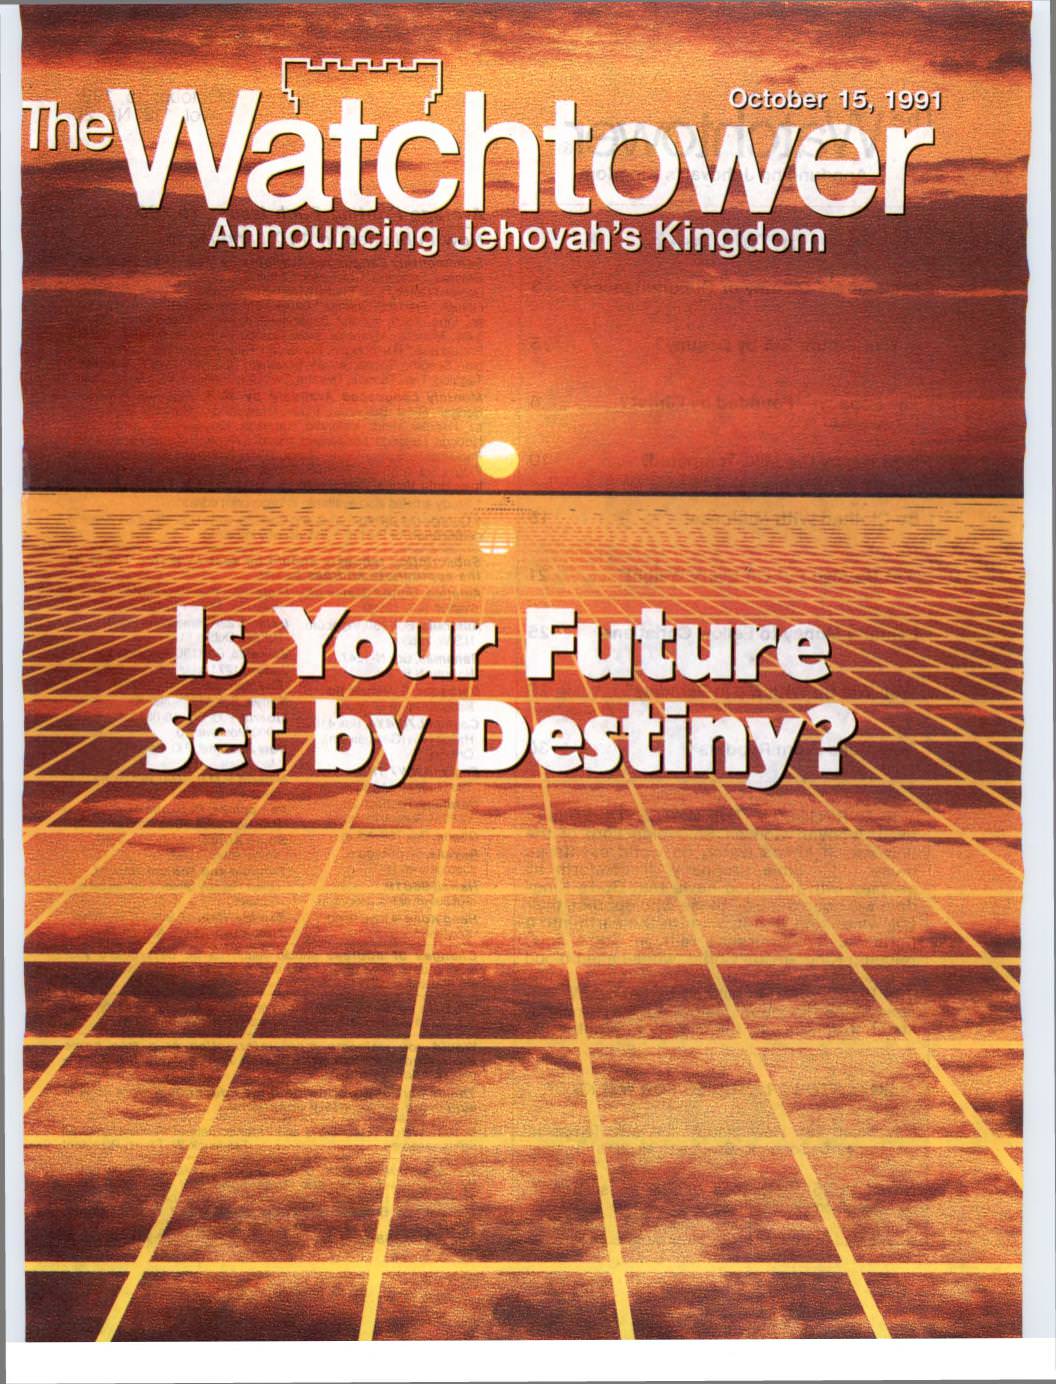 October 15, 1991
The Watchtower
Announcing Jehovah's Kingdom
Is Your Future
Set by Destiny?